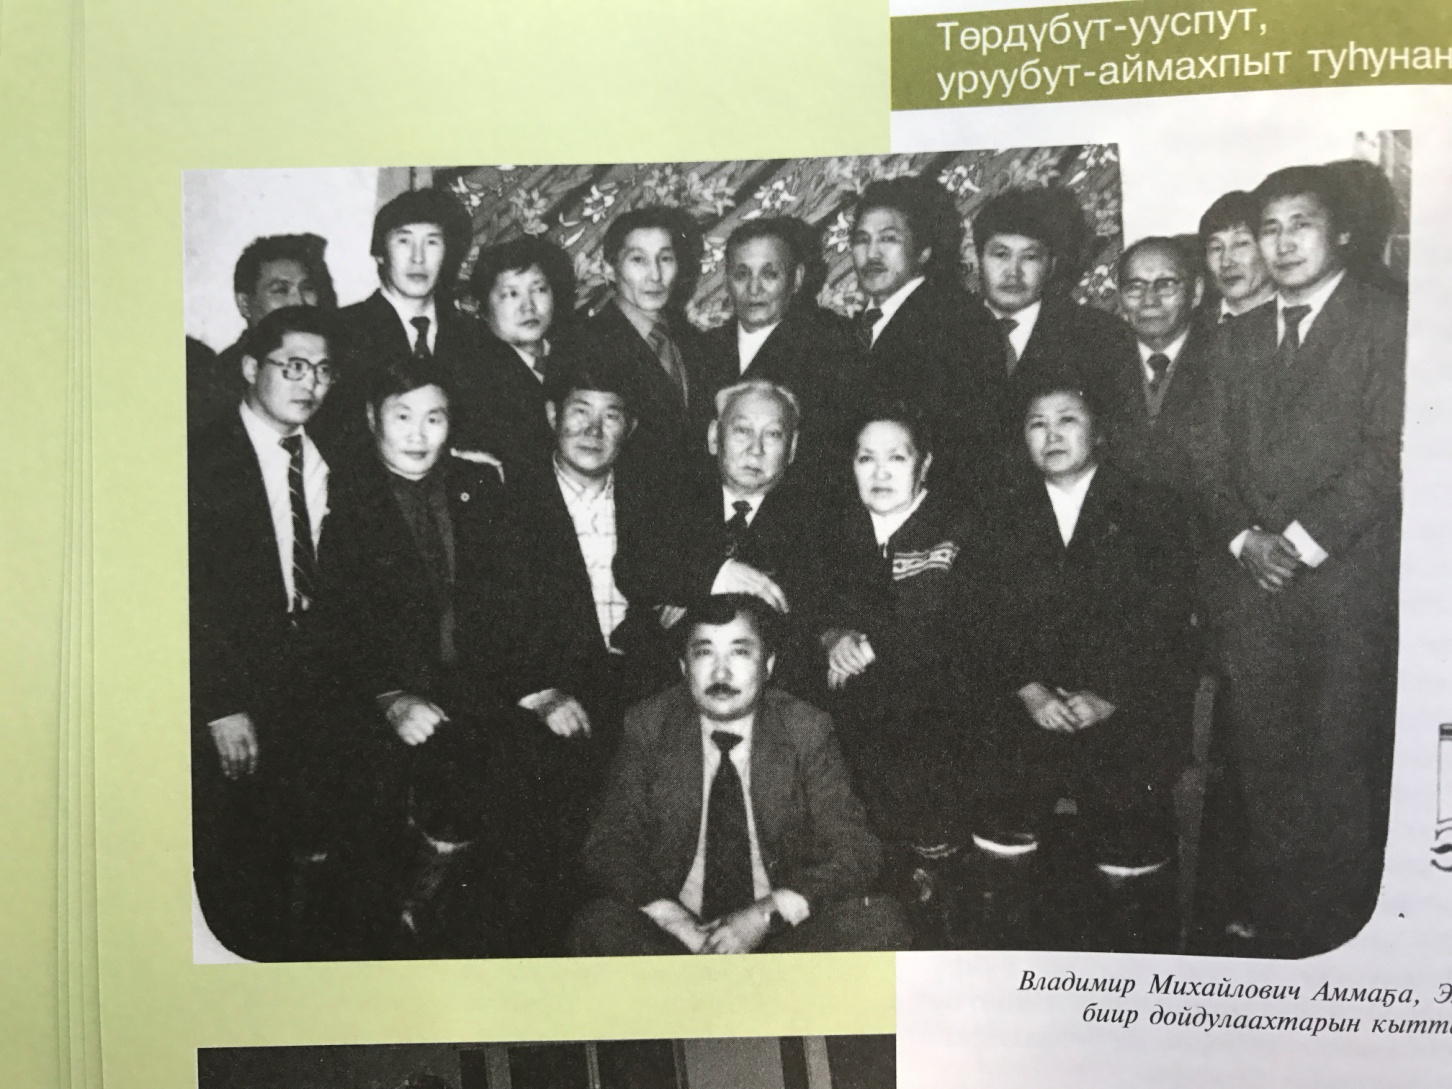 Төрдүбүт-ууспут,
уруубут-аймахпыт туһунан
Владимир Михайлович Аммаҕа,
биир дойдулаахтарын